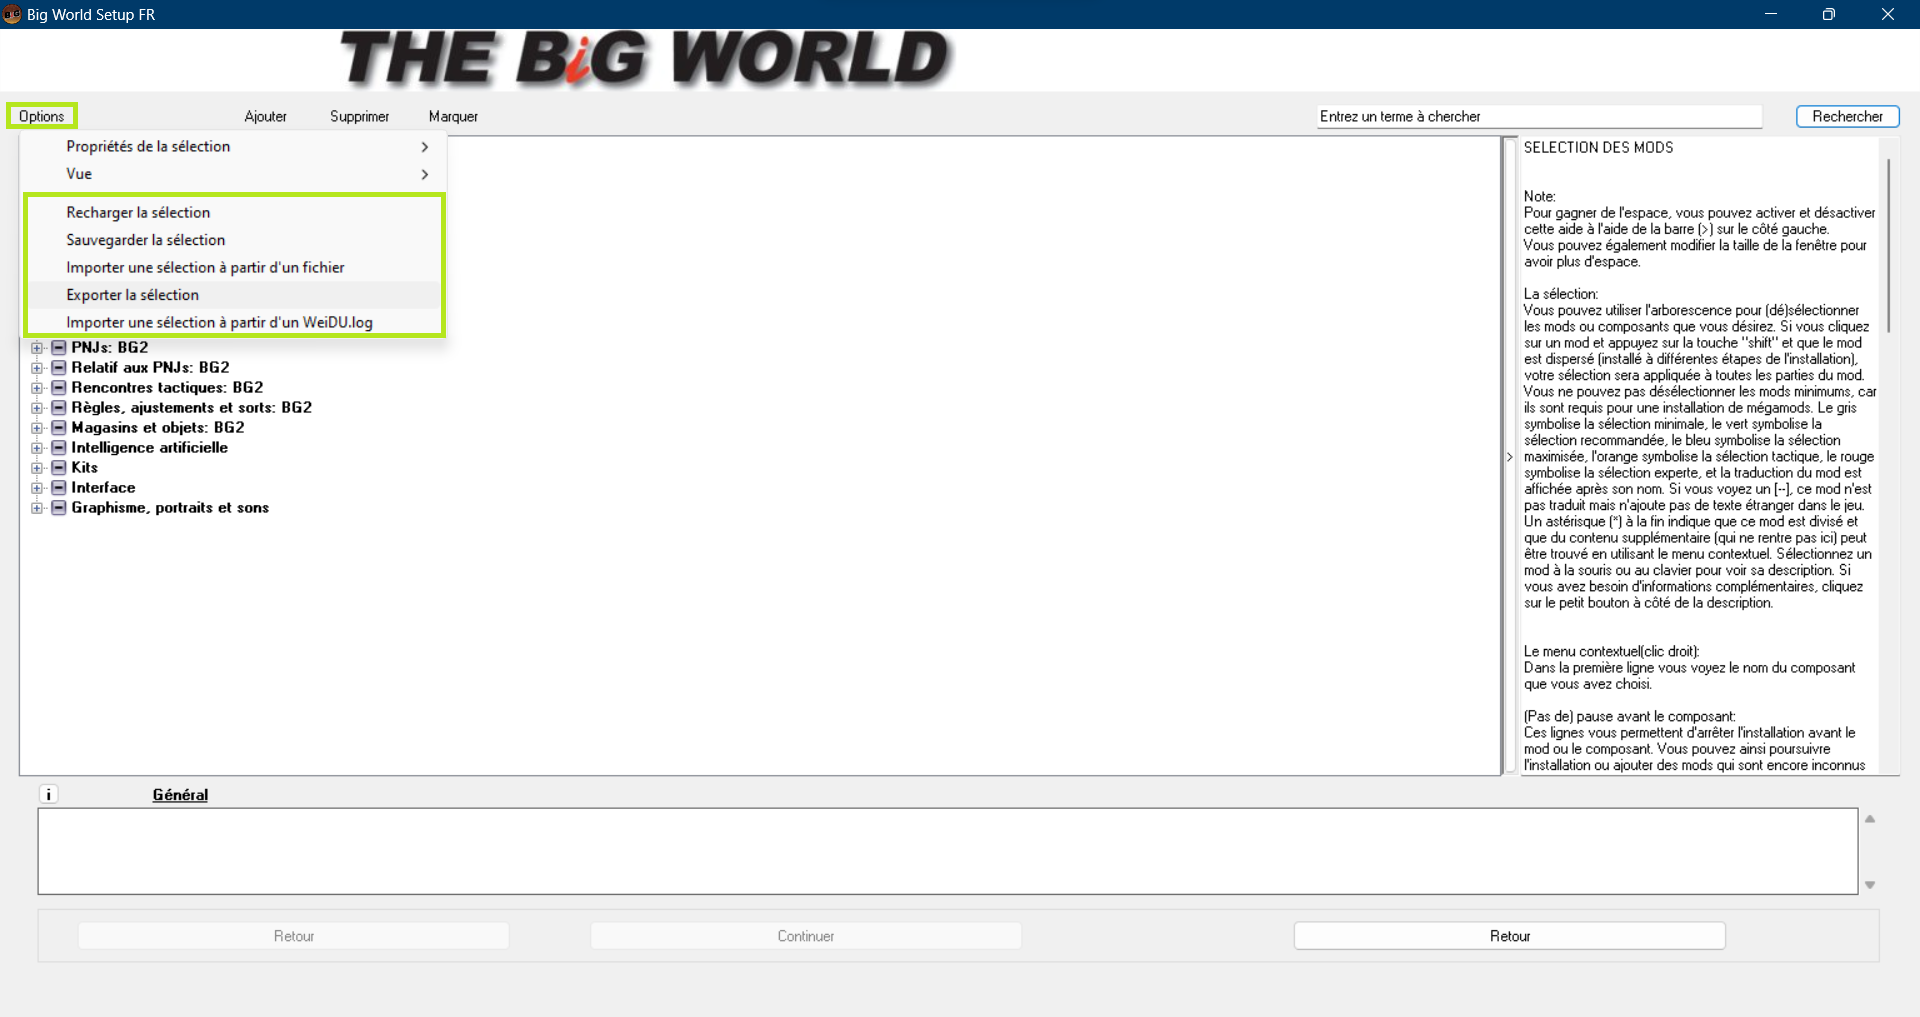 Big World Setup FR
THE BiG WORLD
Options
Ajouter
Supprimer
Marquer
Entrez un terme à chercher
Rechercher
Propriétés de la sélection
Vue
Recharger la sélection
Sauvegarder la sélection
Importer une sélection à partir d'un fichier
Exporter la sélection
Importer une sélection à partir d'un WeiDU.log
PNJs: BG2
Relatif aux PNJs: BG2
Rencontres tactiques: BG2
Règles, ajustements et sorts: BG2
Magasins et objets: BG2
Intelligence artificielle
Kits
Interface
Graphisme, portraits et sons
>
SELECTION DES MODS
Note:
Pour gagner de l'espace, vous pouvez activer et désactiver
cette aide à l'aide de la barre (>) sur le côté gauche.
Vous pouvez également modifier la taille de la fenêtre pour
avoir plus d'espace.
La sélection:
Vous pouvez utiliser l'arborescence pour (dé)sélectionner
les mods ou composants que vous désirez. Si vous cliquez
sur un mod et appuyez sur la touche "shift" et que le mod
est dispersé (installé à différentes étapes de l'installation),
votre sélection sera appliquée à toutes les parties du mod.
Vous ne pouvez pas désélectionner les mods minimums, car
ils sont requis pour une installation de mégamods. Le gris
symbolise la sélection minimale, le vert symbolise la
sélection recommandée, le bleu symbolise la sélection
maximisée, l'orange symbolise la sélection tactique, le rouge
symbolise la sélection experte, et la traduction du mod est
affichée après son nom. Si vous voyez un [--], ce mod n'est
pas traduit mais n'ajoute pas de texte étranger dans le jeu.
Un astérisque (*) à la fin indique que ce mod est divisé et
que du contenu supplémentaire (qui ne rentre pas ici) peut
être trouvé en utilisant le menu contextuel. Sélectionnez un
mod à la souris ou au clavier pour voir sa description. Si
vous avez besoin d'informations complémentaires, cliquez
sur le petit bouton à côté de la description.
Le menu contextuel(clic droit):
Dans la première ligne vous voyez le nom du composant
que vous avez choisi.
(Pas de) pause avant le composant:
Ces lignes vous permettent d'arrêter l'installation avant le
mod ou le composant. Vous pouvez ainsi poursuivre
l'installation ou ajouter des mods qui sont encore inconnus
i
Général
Retour
Continuer
Retour